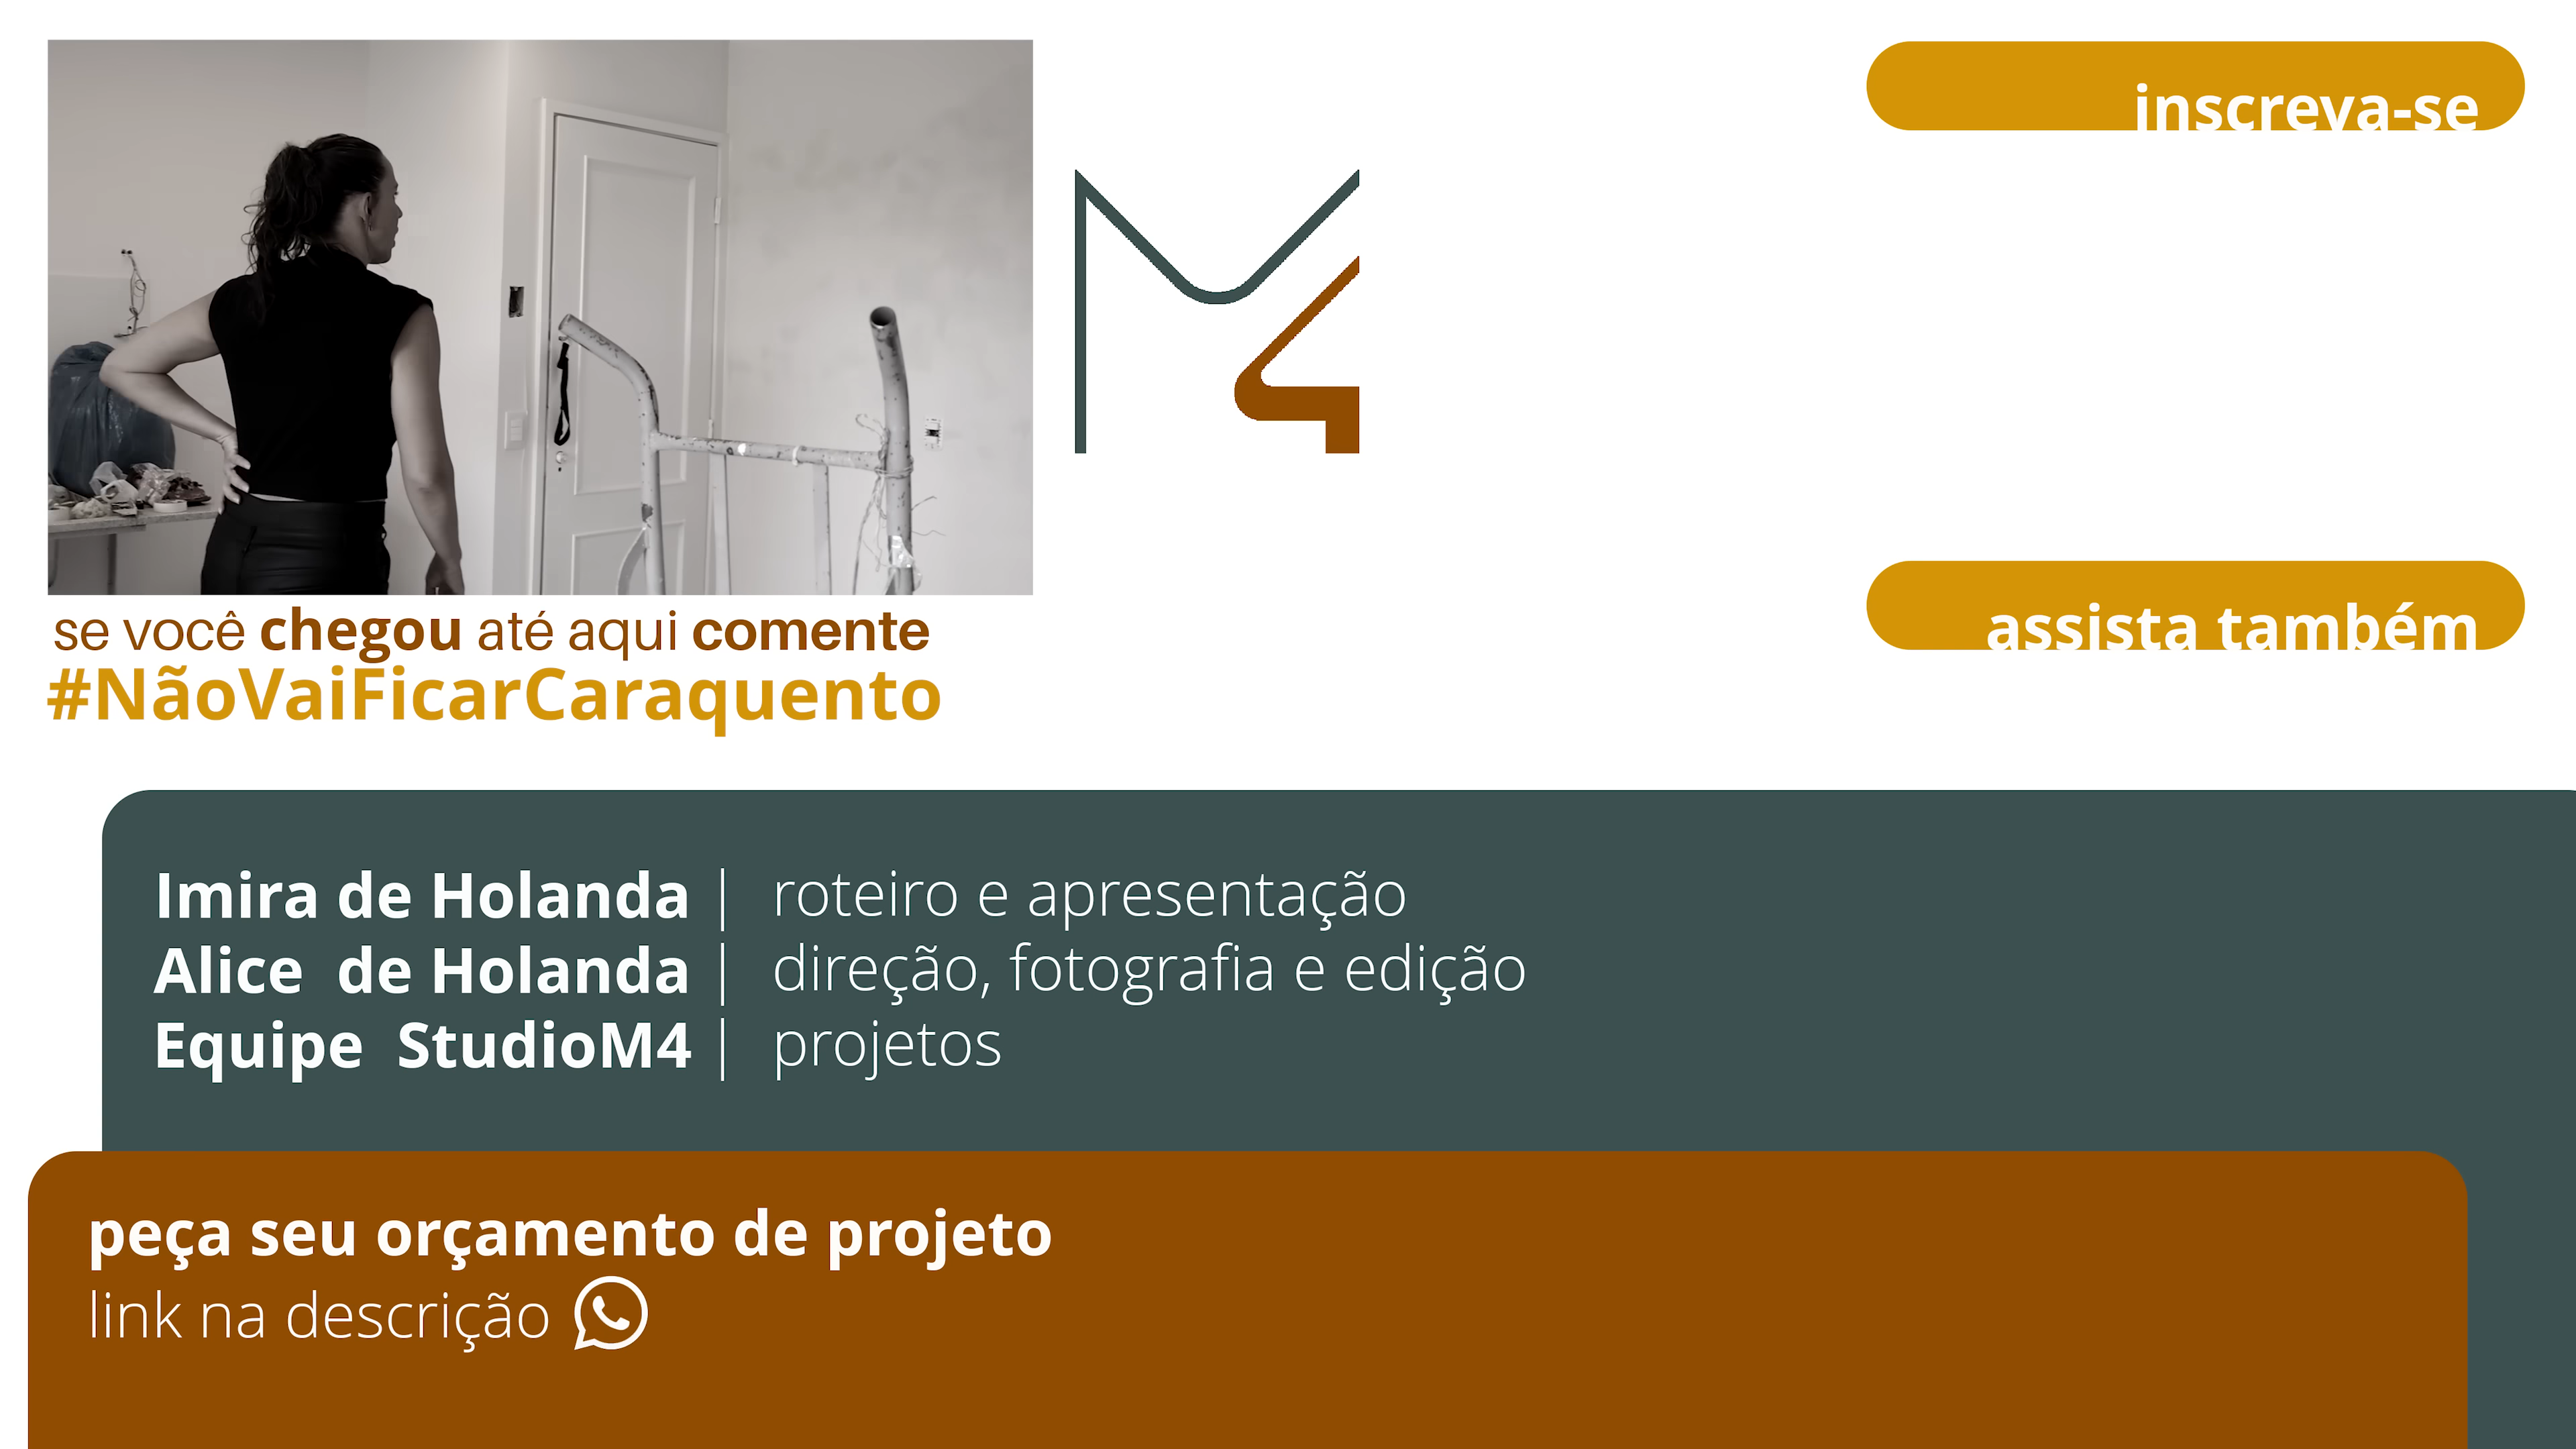 inscreva-se
se você chegou até aqui comente
#NãoVaiFicarCaraquento
assista também
Imira de Holanda | roteiro e apresentação
Alice de Holanda | direção, fotografia e edição
Equipe StudioM4 | projetos
peça seu orçamento de projeto
link na descrição